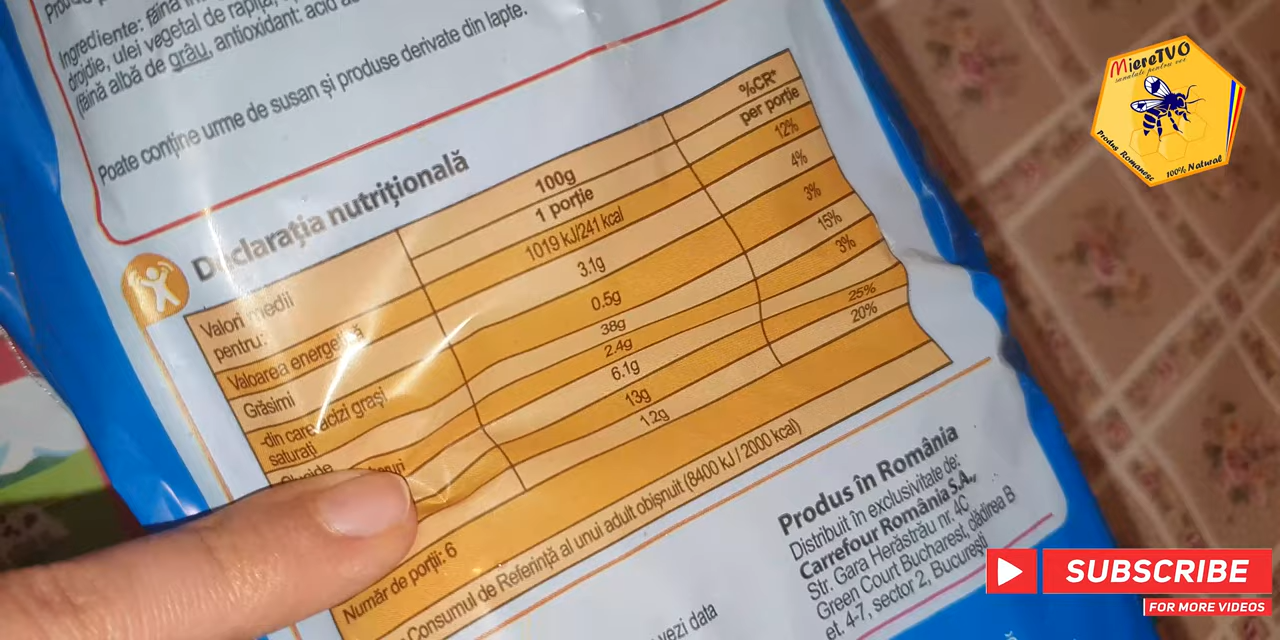 Ingrediente: făină
drojdie, ulei vegetal de rapiță,
(făină albă de grâu, antioxidant: acid
Poate conține urme de susan și produse derivate din lapte.
Declarația nutrițională
Valori medii
pentru:
100g
1 porție
%CR*
per porție
Valoarea energetică
1019 kJ/241 kcal
12%
Grăsimi
3.1g
4%
-din care acizi grași
saturați
0.5g
3%
38g
15%
2.4g
3%
6.1g
13g
25%
1.2g
20%
Număr de porții: 6
Consumul de Referință al unui adult obișnuit (8400 kJ / 2000 kcal)
Produs în România
Distribuit în exclusivitate de:
Carrefour România S.A.,
Str. Gara Herăstrău nr. 4C,
Green Court Bucharest, clădirea B
et. 4-7, sector 2, București
vezi data
MiereTVO
sanatate pentru voi
Produs Romanesc
100% Natural
SUBSCRIBE
FOR MORE VIDEOS